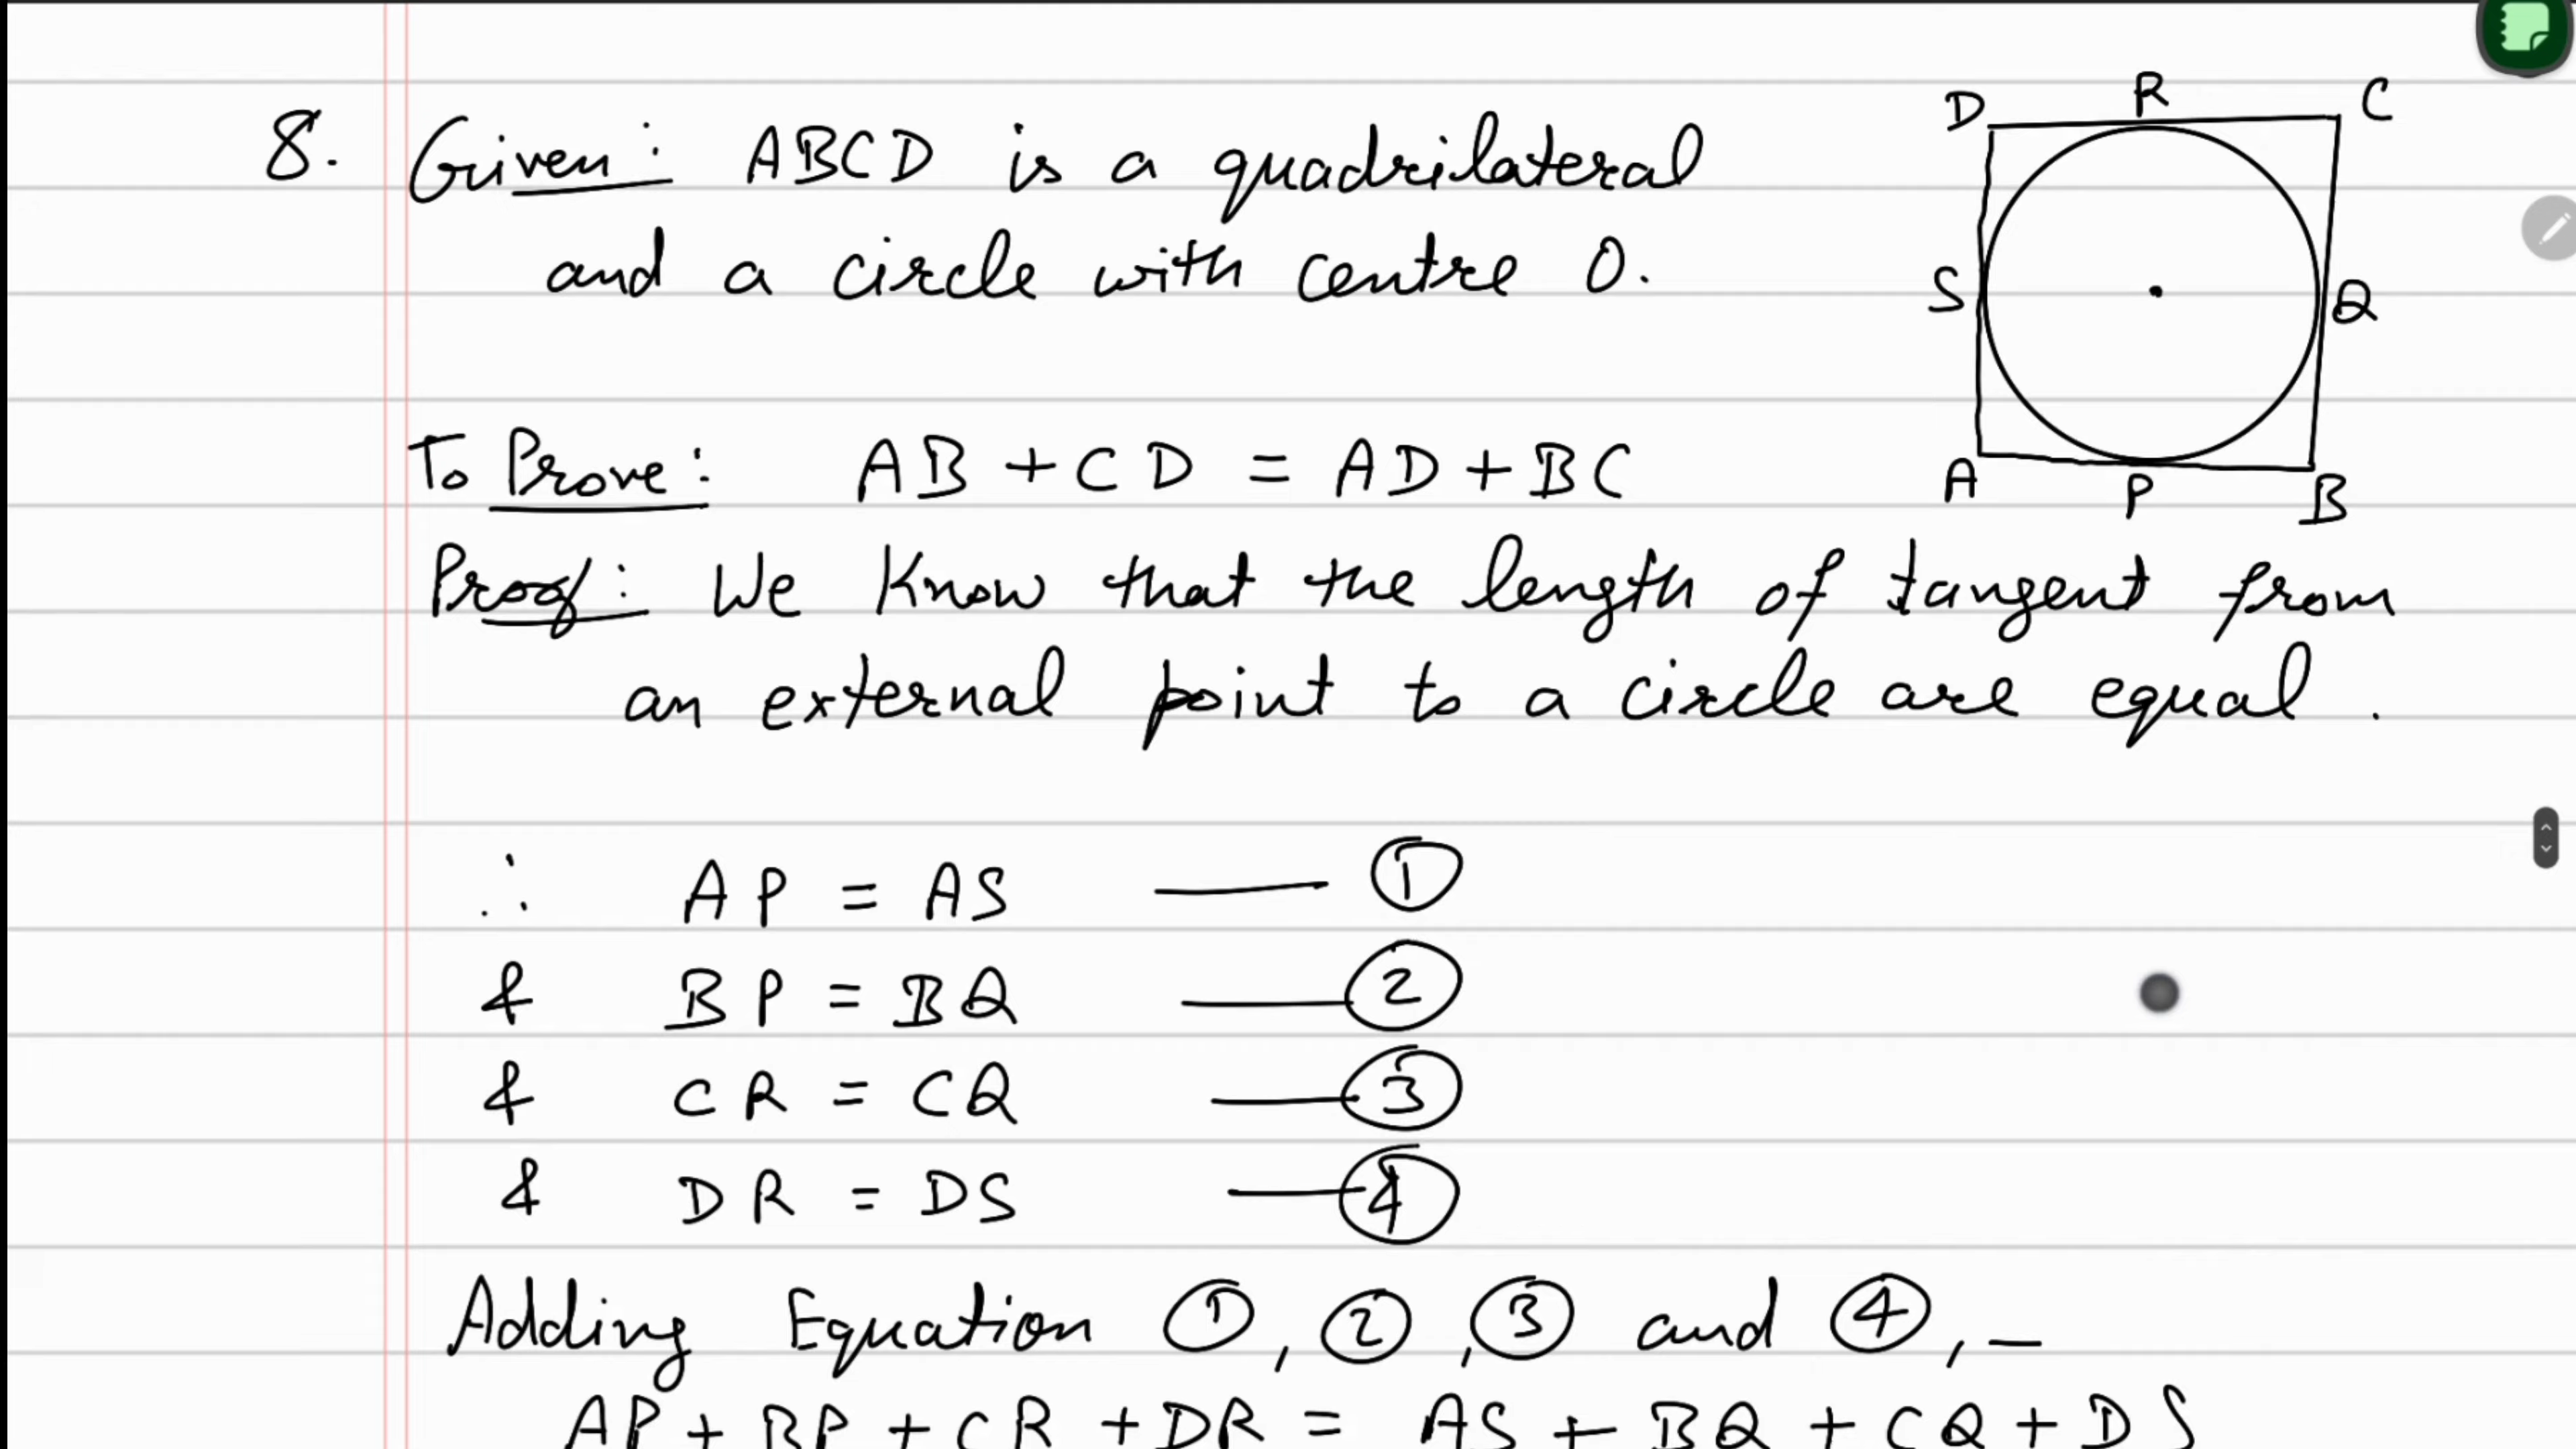 8. Given: ABCD is a quadrilateral
and a circle with centre O.
D R C
S Q
A P B
To Prove: AB + CD = AD + BC
Proof: We Know that the length of tangent from
an external point to a circle are equal.
∴ AP = AS — ①
& BP = BQ — ②
& CR = CQ — ③
& DR = DS — ④
Adding Equation ①, ②, ③ and ④, –
AP + BP + CR + DR = AS + BQ + CQ + DS